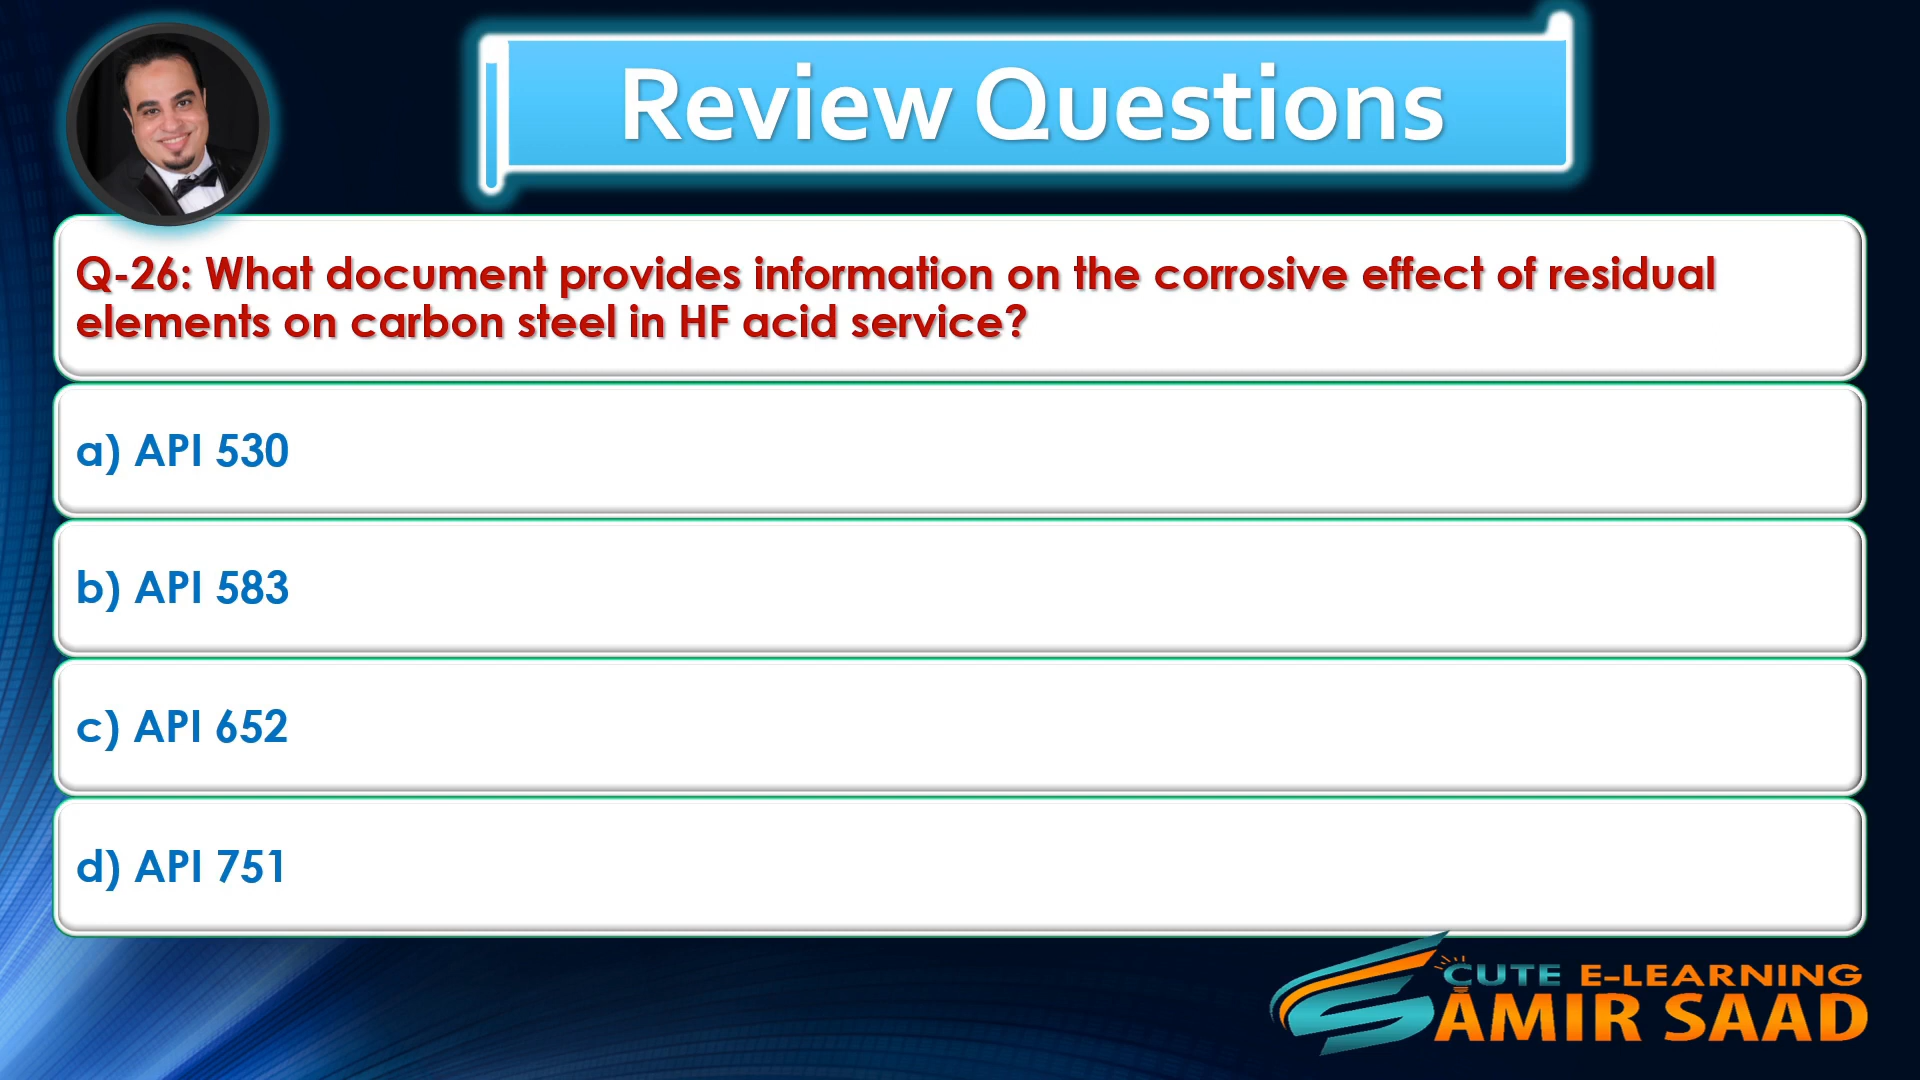 Review Questions
Q-26: What document provides information on the corrosive effect of residual
elements on carbon steel in HF acid service?
a) API 530
b) API 583
c) API 652
d) API 751
CUTE E-LEARNING
AMIR SAAD